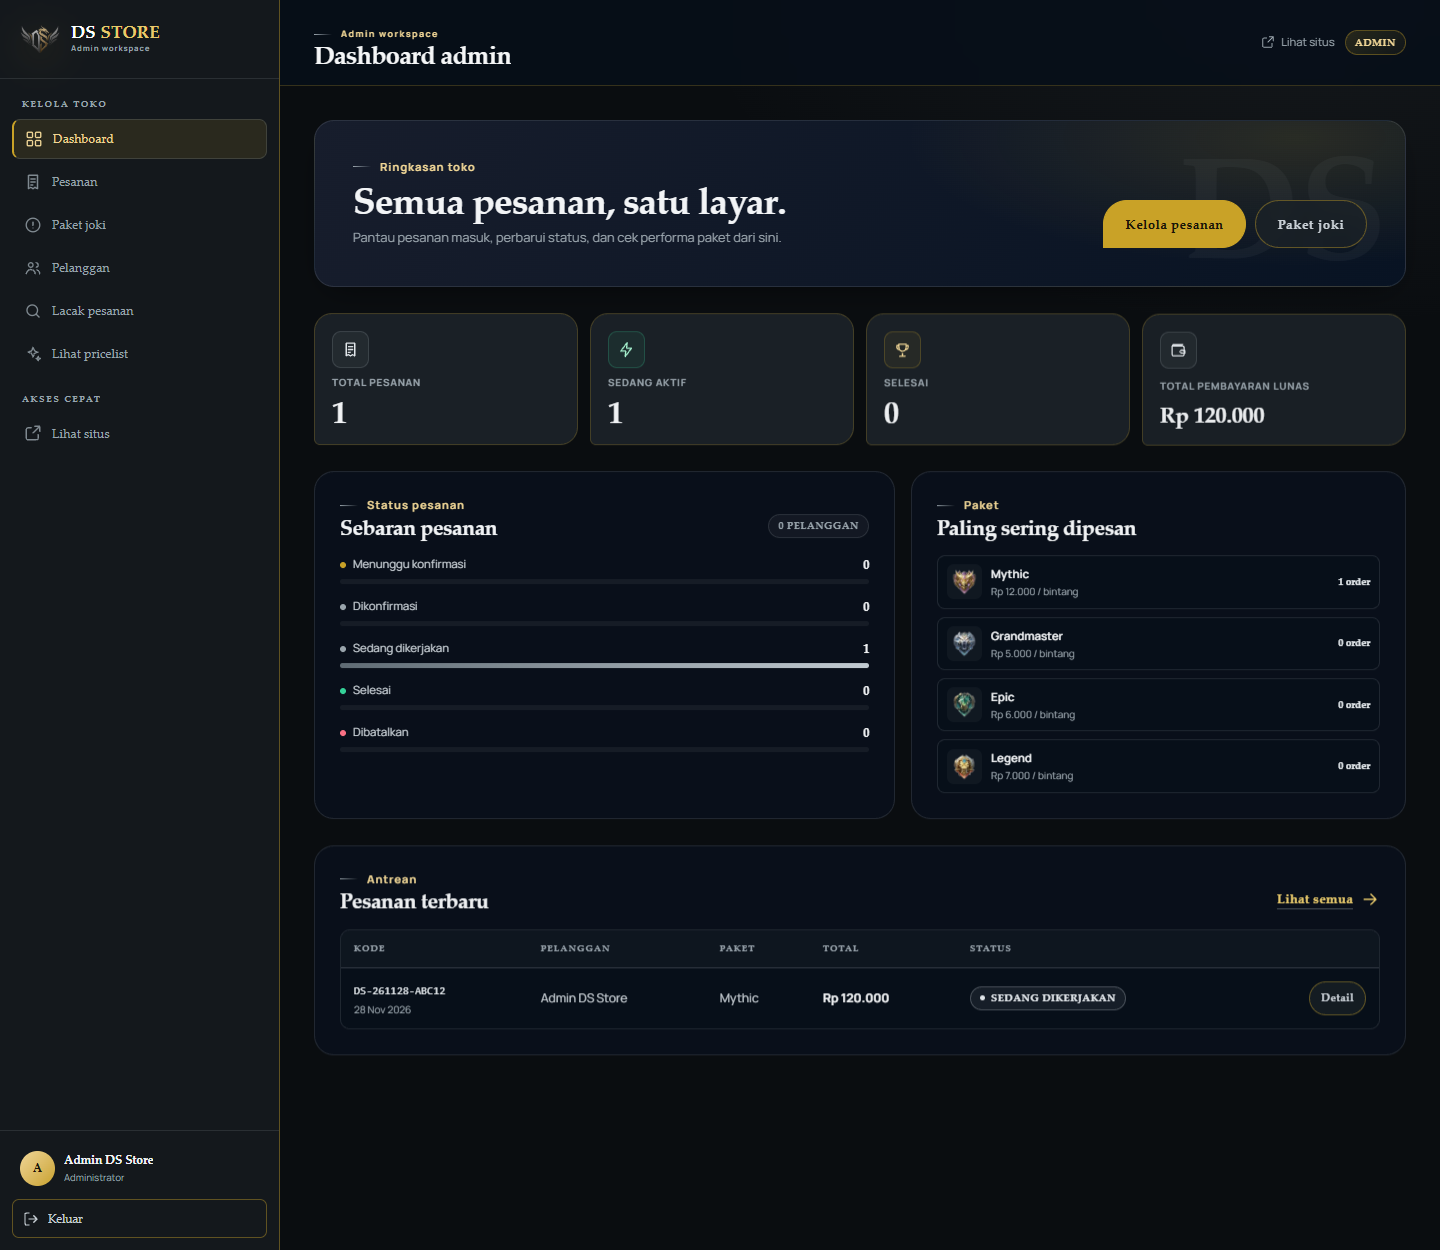 DS STORE
Admin workspace
KELOLA TOKO
Dashboard
Pesanan
Paket joki
Pelanggan
Lacak pesanan
Lihat pricelist
AKSES CEPAT
Lihat situs
Admin workspace
Dashboard admin
Lihat situs
ADMIN
Ringkasan toko
Semua pesanan, satu layar.
Pantau pesanan masuk, perbarui status, dan cek performa paket dari sini.
DS
Kelola pesanan
Paket joki
TOTAL PESANAN
1
SEDANG AKTIF
1
SELESAI
0
TOTAL PEMBAYARAN LUNAS
Rp 120.000
Status pesanan
Sebaran pesanan
0 PELANGGAN
Menunggu konfirmasi 0
Dikonfirmasi 0
Sedang dikerjakan 1
Selesai 0
Dibatalkan 0
Paket
Paling sering dipesan
Mythic
Rp 12.000 / bintang
1 order
Grandmaster
Rp 5.000 / bintang
0 order
Epic
Rp 6.000 / bintang
0 order
Legend
Rp 7.000 / bintang
0 order
Antrean
Pesanan terbaru
Lihat semua
KODE PELANGGAN PAKET TOTAL STATUS
DS-261128-ABC12
28 Nov 2026
Admin DS Store
Mythic
Rp 120.000
SEDANG DIKERJAKAN
Detail
A
Admin DS Store
Administrator
Keluar